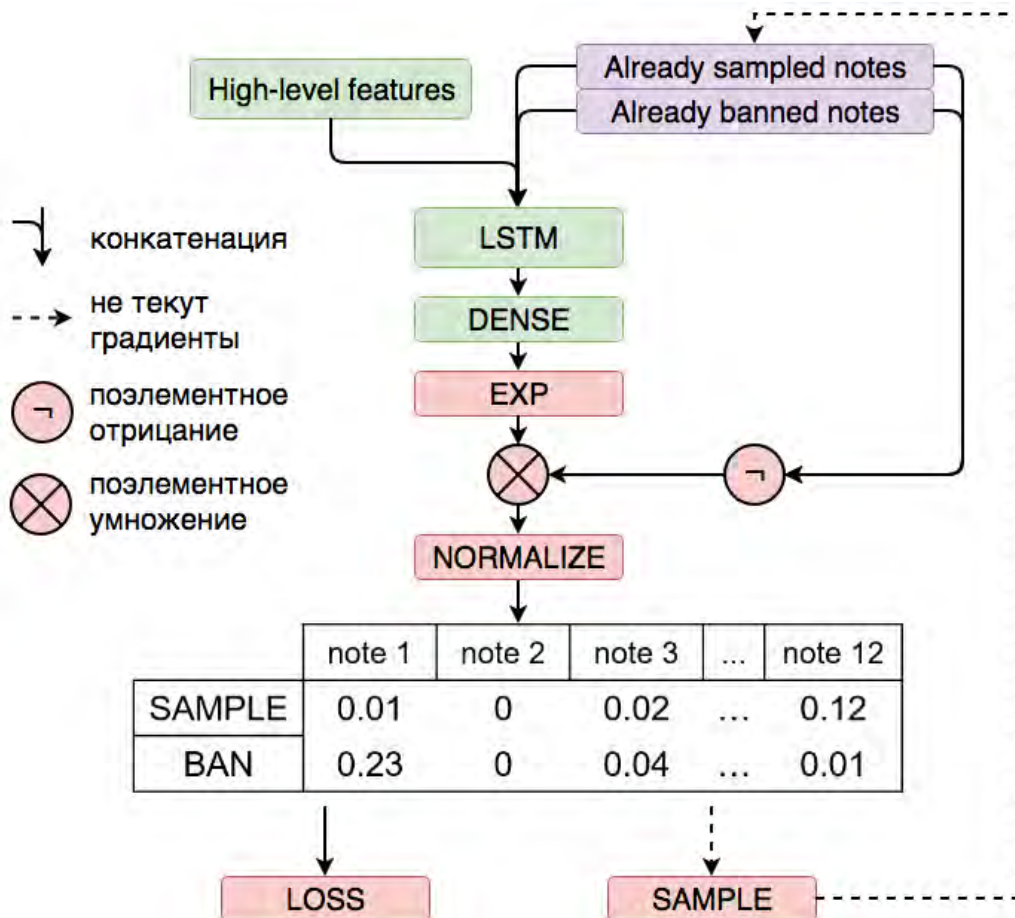 Already sampled notes
High-level features
Already banned notes
LSTM
конкатенация
DENSE
не текут
градиенты
EXP
¬
поэлементное
отрицание
¬
поэлементное
умножение
NORMALIZE
note 1 note 2 note 3 ... note 12
SAMPLE 0.01 0 0.02 ... 0.12
BAN 0.23 0 0.04 ... 0.01
LOSS
SAMPLE